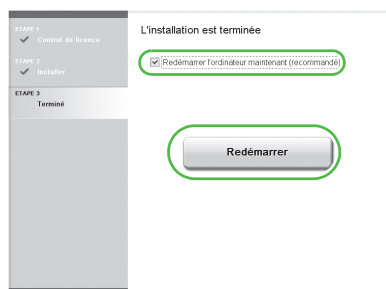 ETAPE 1
Contrat de licence
ETAPE 2
Installer
ETAPE 3
Terminé
L'installation est terminée
Redémarrer l'ordinateur maintenant (recommandé)
Redémarrer